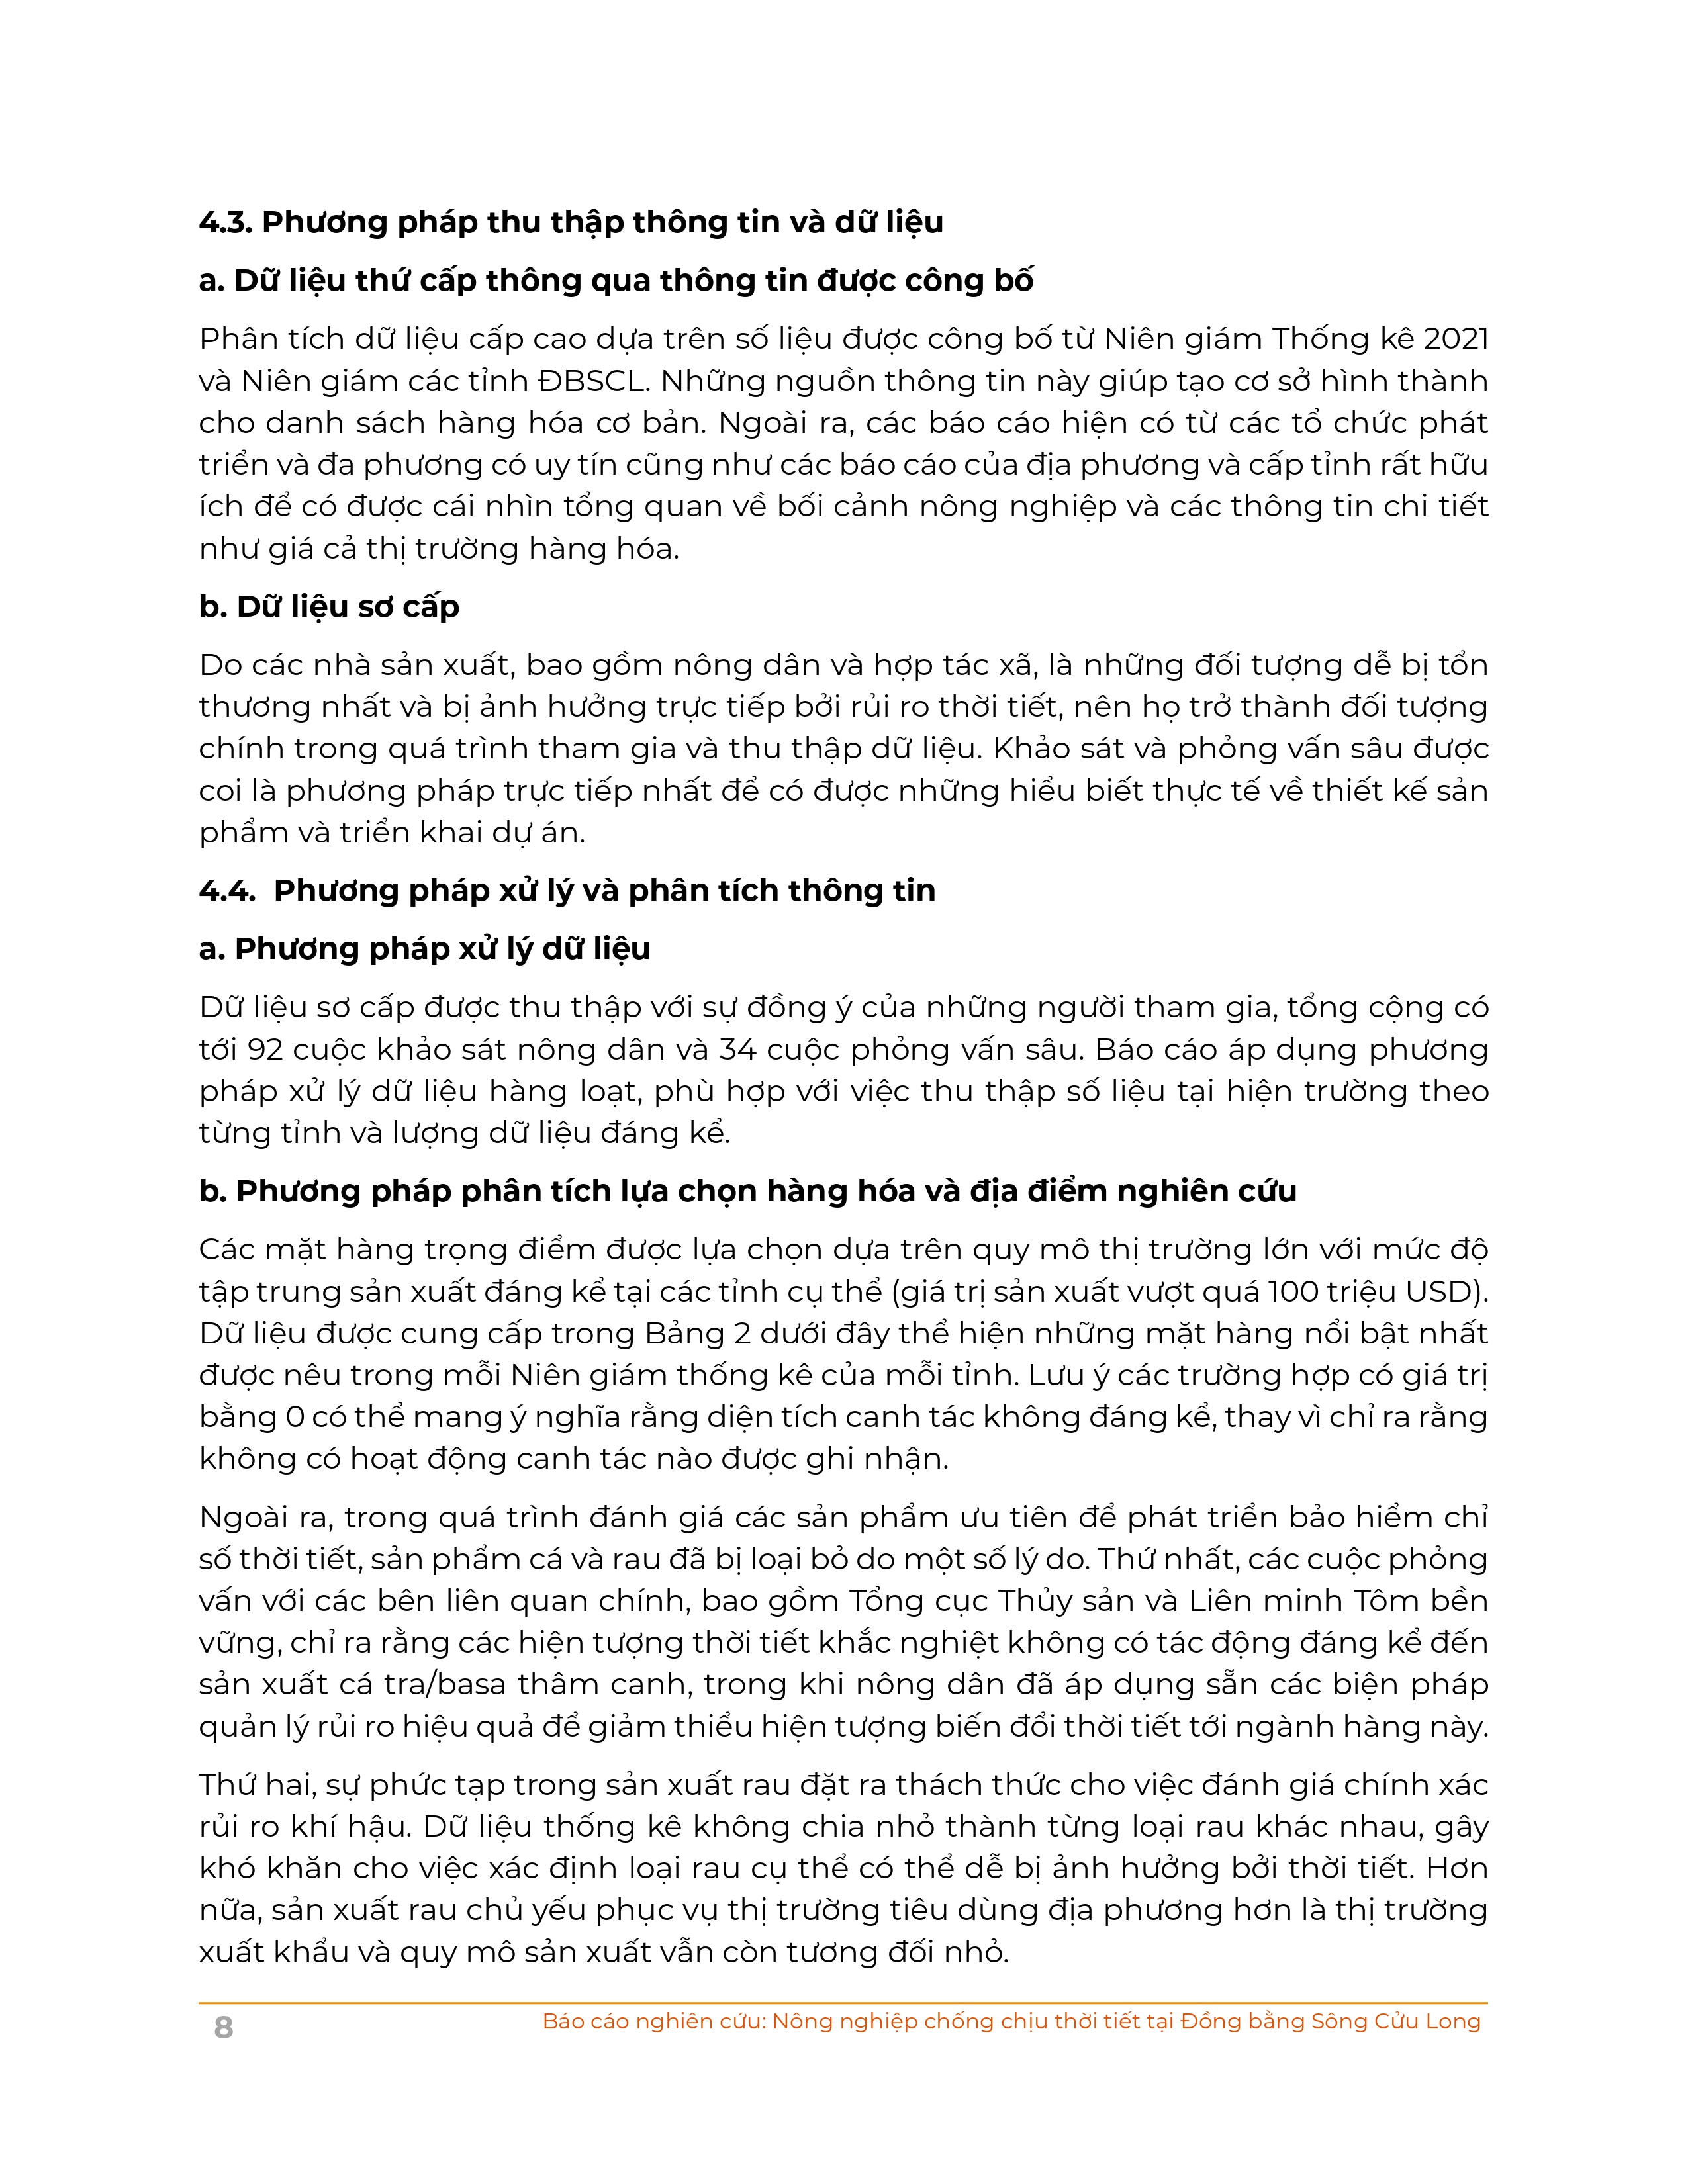 4.3. Phương pháp thu thập thông tin và dữ liệu
a. Dữ liệu thứ cấp thông qua thông tin được công bố
Phân tích dữ liệu cấp cao dựa trên số liệu được công bố từ Niên giám Thống kê 2021
và Niên giám các tỉnh ĐBSCL. Những nguồn thông tin này giúp tạo cơ sở hình thành
cho danh sách hàng hóa cơ bản. Ngoài ra, các báo cáo hiện có từ các tổ chức phát
triển và đa phương có uy tín cũng như các báo cáo của địa phương và cấp tỉnh rất hữu
ích để có được cái nhìn tổng quan về bối cảnh nông nghiệp và các thông tin chi tiết
như giá cả thị trường hàng hóa.
b. Dữ liệu sơ cấp
Do các nhà sản xuất, bao gồm nông dân và hợp tác xã, là những đối tượng dễ bị tổn
thương nhất và bị ảnh hưởng trực tiếp bởi rủi ro thời tiết, nên họ trở thành đối tượng
chính trong quá trình tham gia và thu thập dữ liệu. Khảo sát và phỏng vấn sâu được
coi là phương pháp trực tiếp nhất để có được những hiểu biết thực tế về thiết kế sản
phẩm và triển khai dự án.
4.4. Phương pháp xử lý và phân tích thông tin
a. Phương pháp xử lý dữ liệu
Dữ liệu sơ cấp được thu thập với sự đồng ý của những người tham gia, tổng cộng có
tới 92 cuộc khảo sát nông dân và 34 cuộc phỏng vấn sâu. Báo cáo áp dụng phương
pháp xử lý dữ liệu hàng loạt, phù hợp với việc thu thập số liệu tại hiện trường theo
từng tỉnh và lượng dữ liệu đáng kể.
b. Phương pháp phân tích lựa chọn hàng hóa và địa điểm nghiên cứu
Các mặt hàng trọng điểm được lựa chọn dựa trên quy mô thị trường lớn với mức độ
tập trung sản xuất đáng kể tại các tỉnh cụ thể (giá trị sản xuất vượt quá 100 triệu USD).
Dữ liệu được cung cấp trong Bảng 2 dưới đây thể hiện những mặt hàng nổi bật nhất
được nêu trong mỗi Niên giám thống kê của mỗi tỉnh. Lưu ý các trường hợp có giá trị
bằng 0 có thể mang ý nghĩa rằng diện tích canh tác không đáng kể, thay vì chỉ ra rằng
không có hoạt động canh tác nào được ghi nhận.
Ngoài ra, trong quá trình đánh giá các sản phẩm ưu tiên để phát triển bảo hiểm chỉ
số thời tiết, sản phẩm cá và rau đã bị loại bỏ do một số lý do. Thứ nhất, các cuộc phỏng
vấn với các bên liên quan chính, bao gồm Tổng cục Thủy sản và Liên minh Tôm bền
vững, chỉ ra rằng các hiện tượng thời tiết khắc nghiệt không có tác động đáng kể đến
sản xuất cá tra/basa thâm canh, trong khi nông dân đã áp dụng sẵn các biện pháp
quản lý rủi ro hiệu quả để giảm thiểu hiện tượng biến đổi thời tiết tới ngành hàng này.
Thứ hai, sự phức tạp trong sản xuất rau đặt ra thách thức cho việc đánh giá chính xác
rủi ro khí hậu. Dữ liệu thống kê không chia nhỏ thành từng loại rau khác nhau, gây
khó khăn cho việc xác định loại rau cụ thể có thể dễ bị ảnh hưởng bởi thời tiết. Hơn
nữa, sản xuất rau chủ yếu phục vụ thị trường tiêu dùng địa phương hơn là thị trường
xuất khẩu và quy mô sản xuất vẫn còn tương đối nhỏ.
8
Báo cáo nghiên cứu: Nông nghiệp chống chịu thời tiết tại Đồng bằng Sông Cửu Long